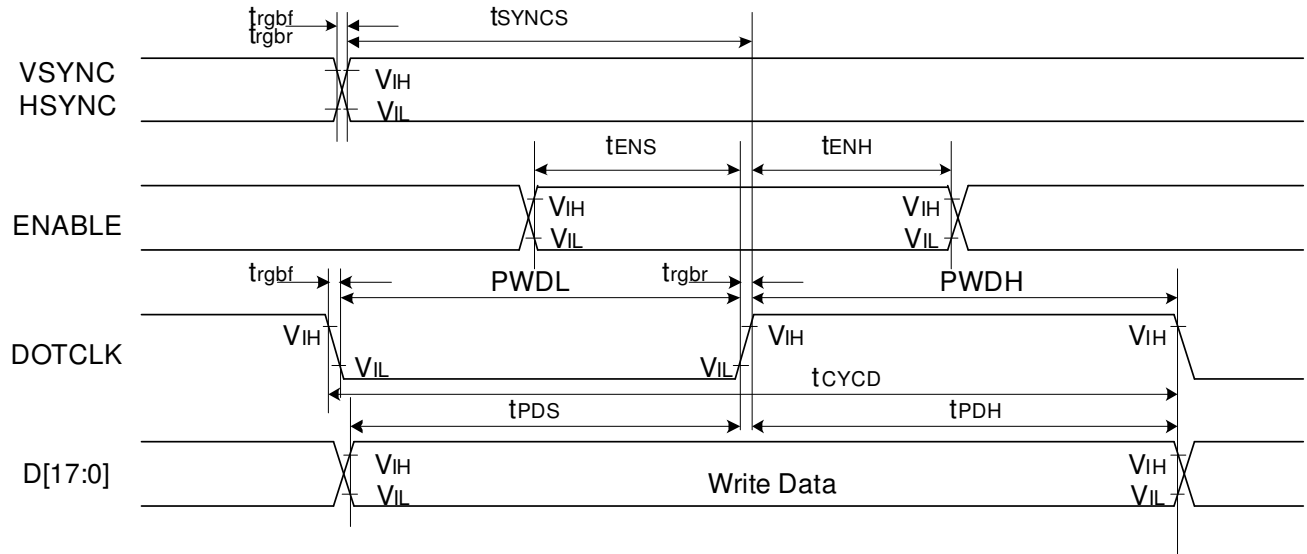 trgbf
trgbr
tSYNCS
VSYNC
HSYNC
VIH
VIL
tENS
tENH
ENABLE
VIH
VIL
VIH
VIL
trgbf
PWDL
trgbr
PWDH
DOTCLK
VIH
VIL
VIL
VIH
VIH
tCYCD
tPDS
tPDH
D[17:0]
VIH
VIL
Write Data
VIH
VIL